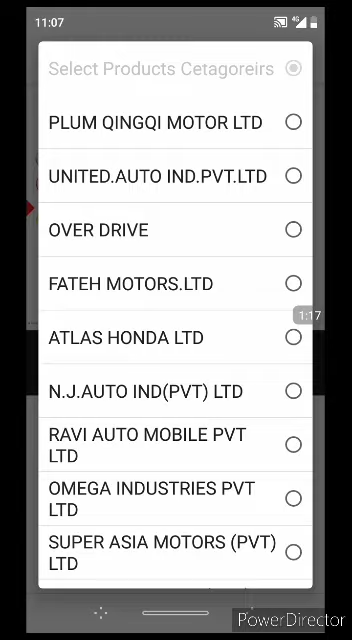 11:07
4G
Select Products Cetagoreirs
PLUM QINGQI MOTOR LTD
UNITED.AUTO IND.PVT.LTD
OVER DRIVE
FATEH MOTORS.LTD
1:17
ATLAS HONDA LTD
N.J.AUTO IND(PVT) LTD
RAVI AUTO MOBILE PVT
LTD
OMEGA INDUSTRIES PVT
LTD
SUPER ASIA MOTORS (PVT)
LTD
PowerDirector